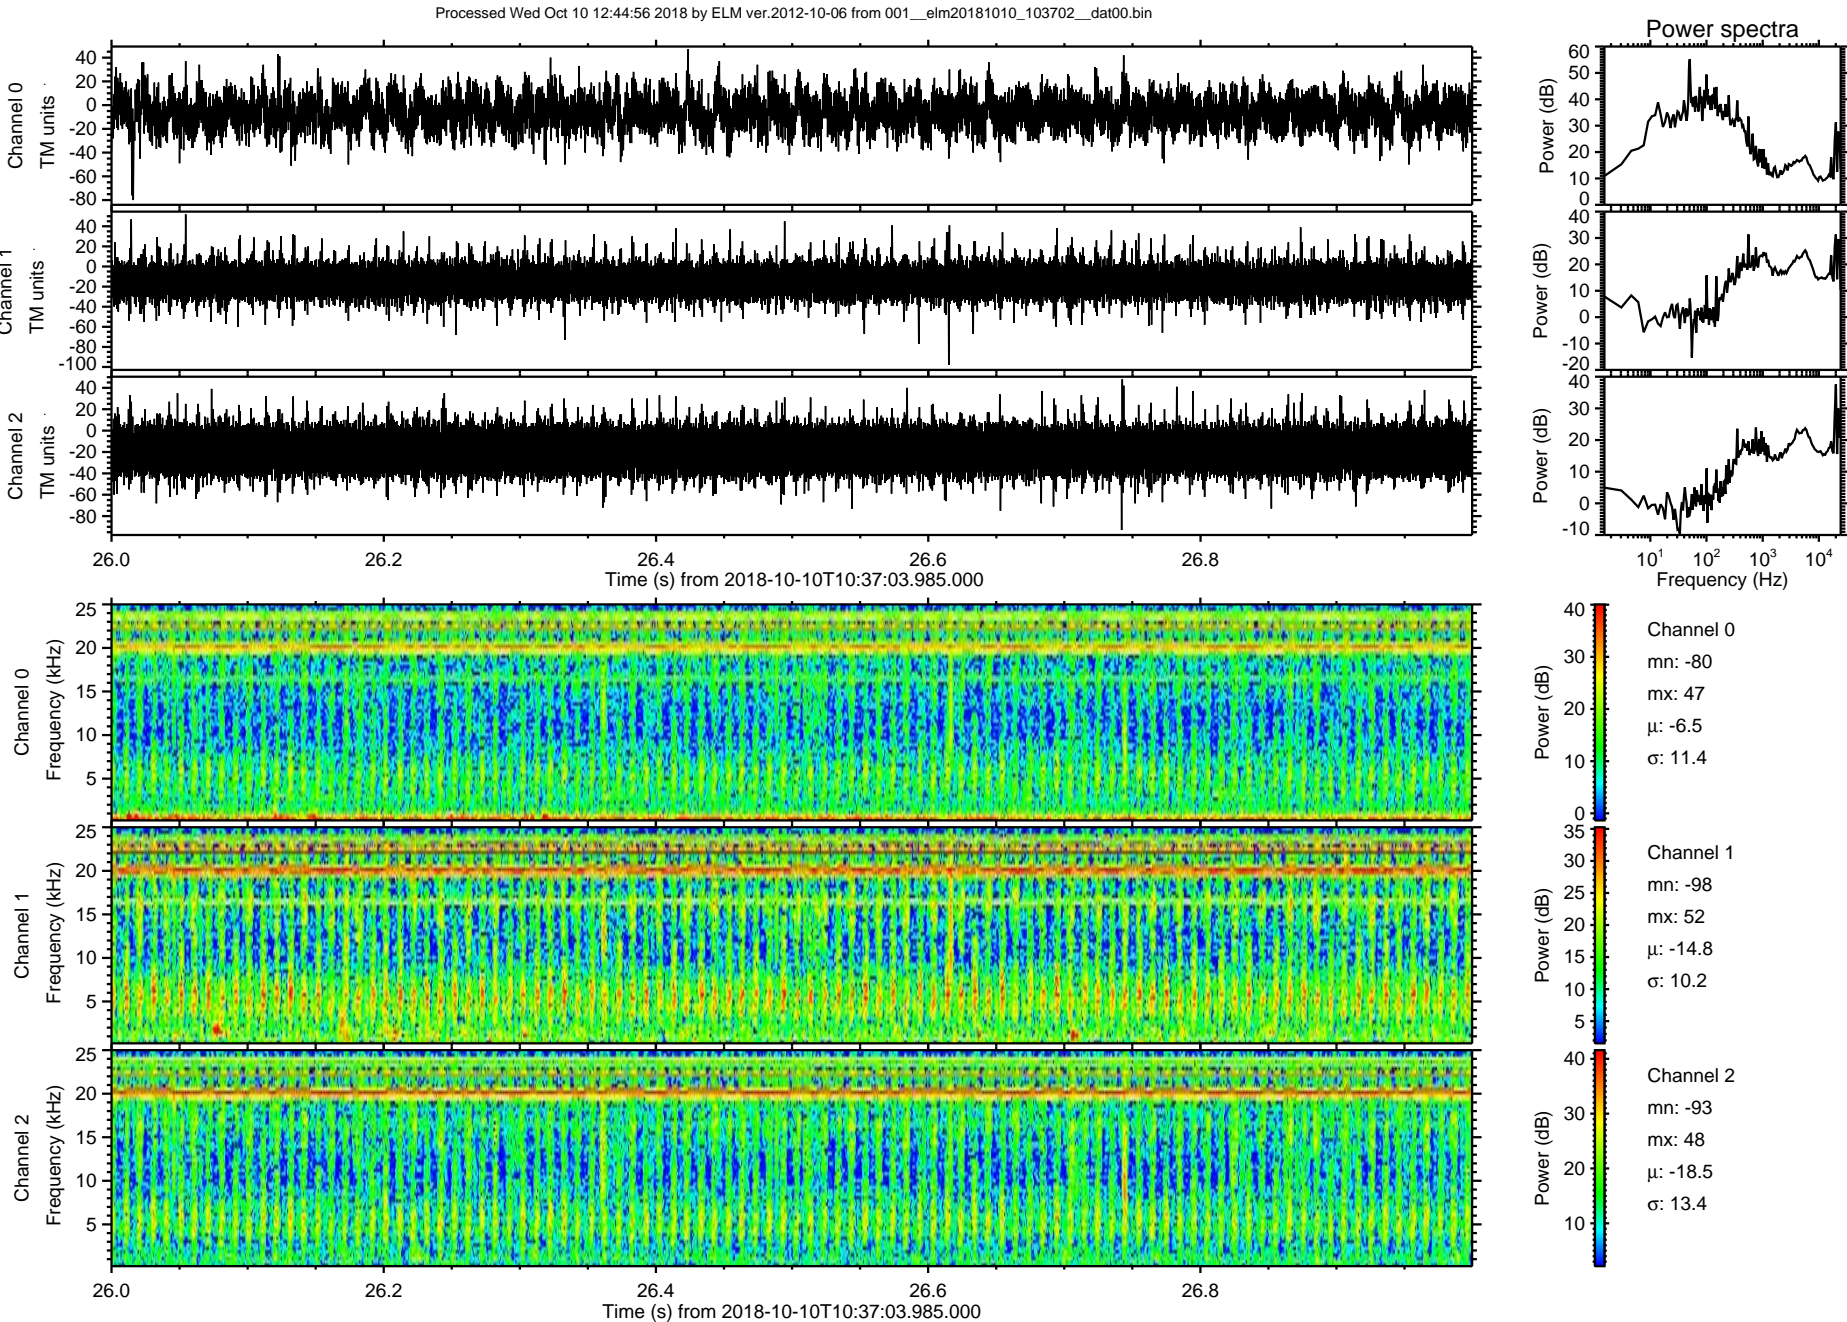 Processed Wed Oct 10 12:44:56 2018 by ELM ver.2012-10-06 from 001__elm20181010_103702__dat00.bin
Power spectra
Channel 0
TM units
40
20
0
-20
-40
-60
-80
Power (dB)
60
50
40
30
20
10
0
Channel 1
TM units
40
20
0
-20
-40
-60
-80
-100
Power (dB)
40
30
20
10
0
-10
-20
Channel 2
TM units
40
20
0
-20
-40
-60
-80
Power (dB)
40
30
20
10
0
-10
26.0 26.2 26.4 26.6 26.8
Time (s) from 2018-10-10T10:37:03.985.000
10¹ 10² 10³ 10⁴
Frequency (Hz)
Channel 0
Frequency (kHz)
25
20
15
10
5
Power (dB)
40
30
20
10
0
Channel 0
mn: -80
mx: 47
μ: -6.5
σ: 11.4
Channel 1
Frequency (kHz)
25
20
15
10
5
Power (dB)
35
30
25
20
15
10
5
Channel 1
mn: -98
mx: 52
μ: -14.8
σ: 10.2
Channel 2
Frequency (kHz)
25
20
15
10
5
Power (dB)
40
30
20
10
Channel 2
mn: -93
mx: 48
μ: -18.5
σ: 13.4
26.0 26.2 26.4 26.6 26.8
Time (s) from 2018-10-10T10:37:03.985.000